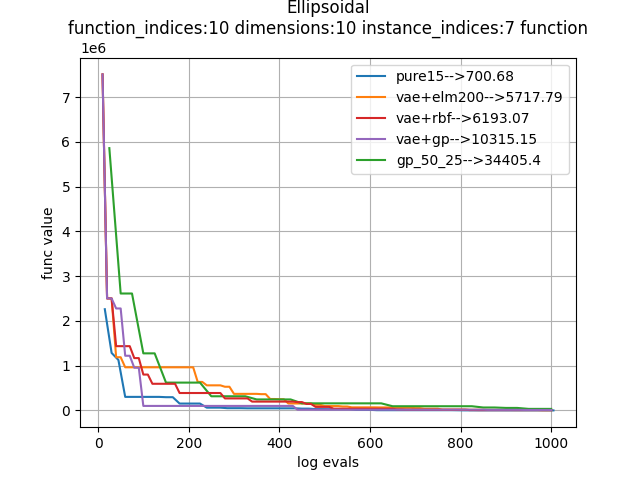 Ellipsoidal
function_indices:10 dimensions:10 instance_indices:7 function
1e6
7
6
5
4
3
2
1
0
func value
pure15-->700.68
vae+elm200-->5717.79
vae+rbf-->6193.07
vae+gp-->10315.15
gp_50_25-->34405.4
0 200 400 600 800 1000
log evals